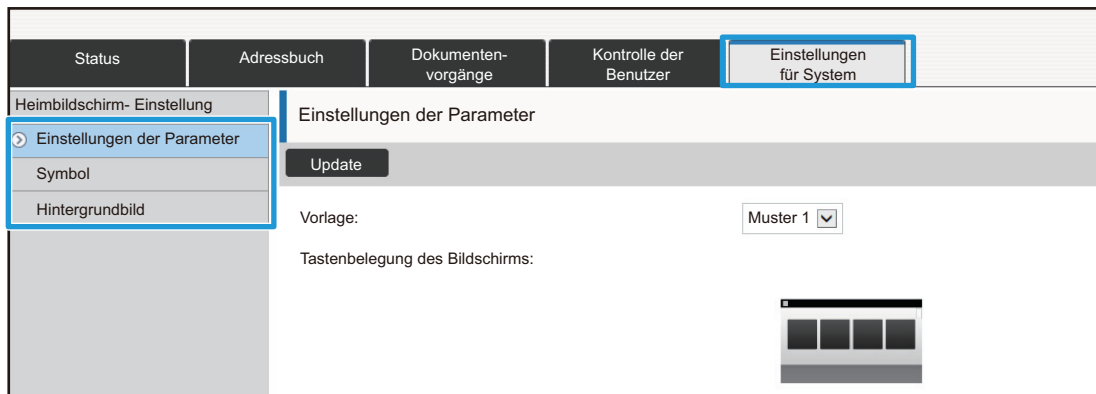 Status
Adressbuch
Dokumenten-
vorgänge
Kontrolle der
Benutzer
Einstellungen
für System
Heimbildschirm- Einstellung
Einstellungen der Parameter
Symbol
Hintergrundbild
Einstellungen der Parameter
Update
Vorlage:
Muster 1
Tastenbelegung des Bildschirms: